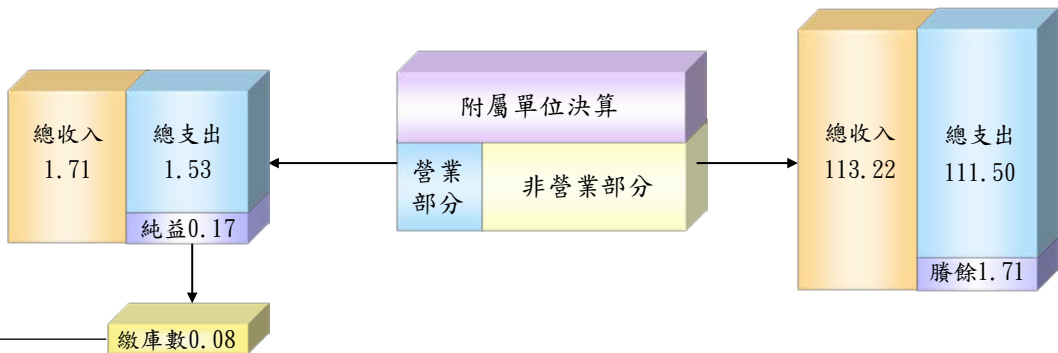 附屬單位決算
營業
部分
非營業部分
總收入
1.71
總支出
1.53
純益0.17
繳庫數0.08
總收入
113.22
總支出
111.50
賸餘1.71